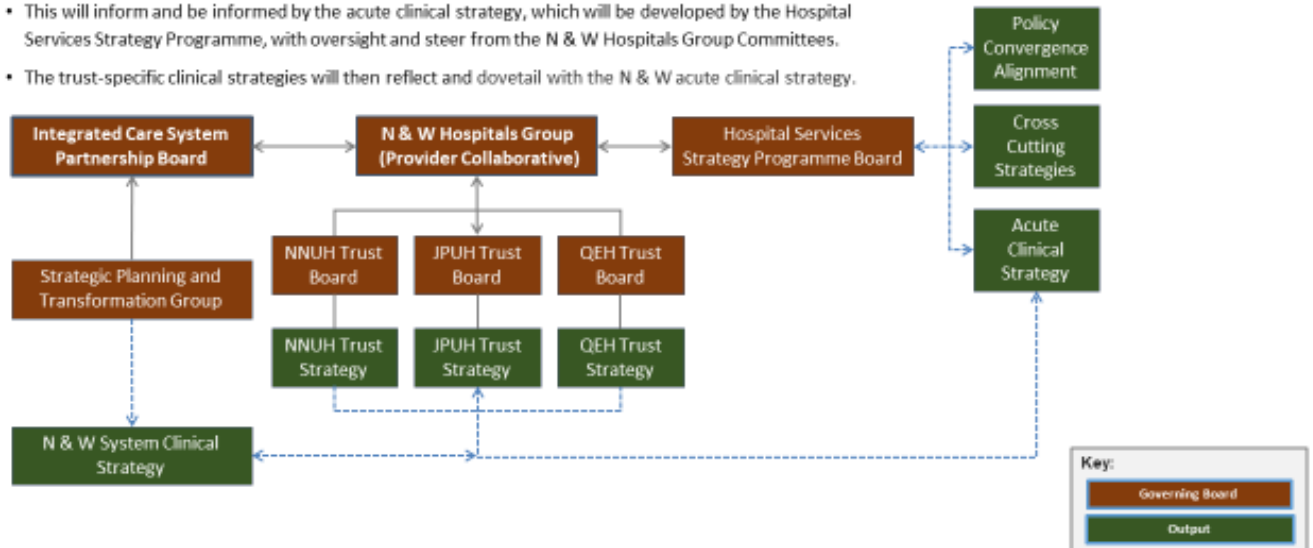 • This will inform and be informed by the acute clinical strategy, which will be developed by the Hospital
Services Strategy Programme, with oversight and steer from the N & W Hospitals Group Committees.
• The trust-specific clinical strategies will then reflect and dovetail with the N & W acute clinical strategy.
Policy
Convergence
Alignment
Integrated Care System
Partnership Board
N & W Hospitals Group
(Provider Collaborative)
Hospital Services
Strategy Programme Board
Cross
Cutting
Strategies
Acute
Clinical
Strategy
Strategic Planning and
Transformation Group
NNUH Trust
Board
JPUH Trust
Board
QEH Trust
Board
NNUH Trust
Strategy
JPUH Trust
Strategy
QEH Trust
Strategy
N & W System Clinical
Strategy
Key:
Governing Board
Output